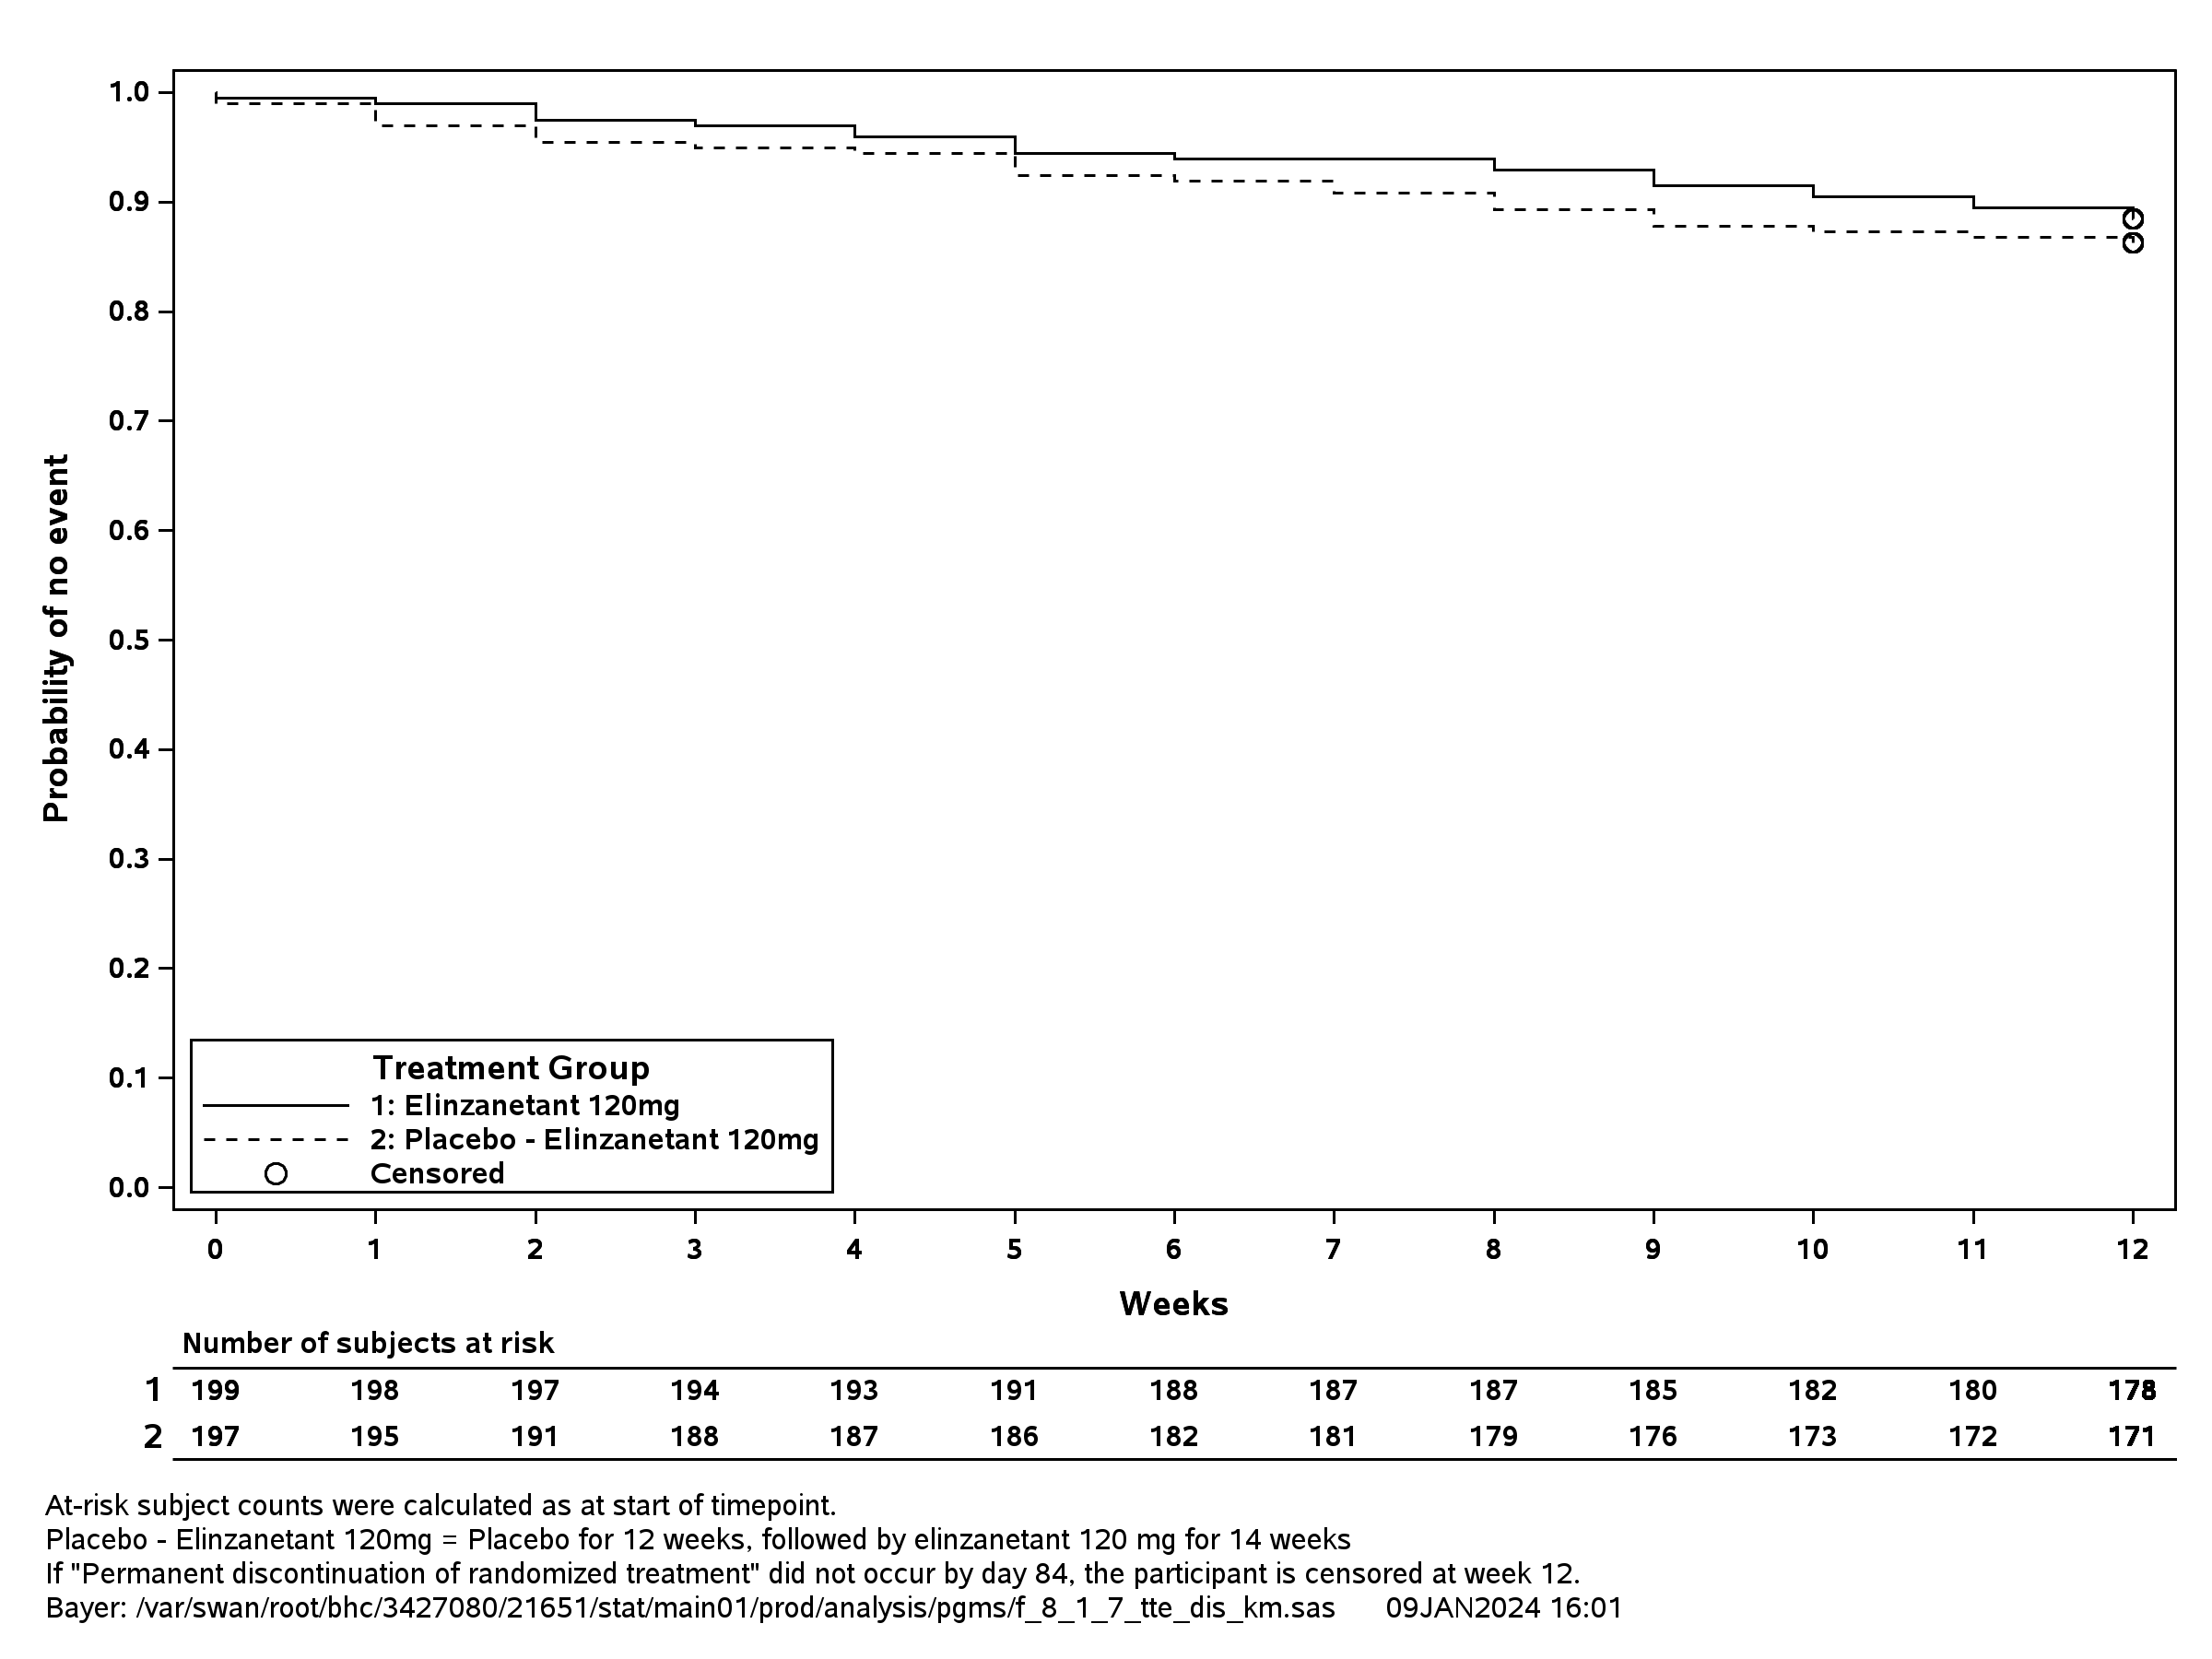 1.0
0.9
0.8
0.7
0.6
0.5
0.4
0.3
0.2
0.1
0.0
Probability of no event
Treatment Group
1: Elinzanetant 120mg
2: Placebo - Elinzanetant 120mg
Censored
0 1 2 3 4 5 6 7 8 9 10 11 12
Weeks
Number of subjects at risk
1 199 198 197 194 193 191 188 187 187 185 182 180
2 197 195 191 188 187 186 182 181 179 176 173 172 171
At-risk subject counts were calculated as at start of timepoint.
Placebo - Elinzanetant 120mg = Placebo for 12 weeks, followed by elinzanetant 120 mg for 14 weeks
If "Permanent discontinuation of randomized treatment" did not occur by day 84, the participant is censored at week 12.
Bayer: /var/swan/root/bhc/3427080/21651/stat/main01/prod/analysis/pgms/f_8_1_7_tte_dis_km.sas 09JAN2024 16:01